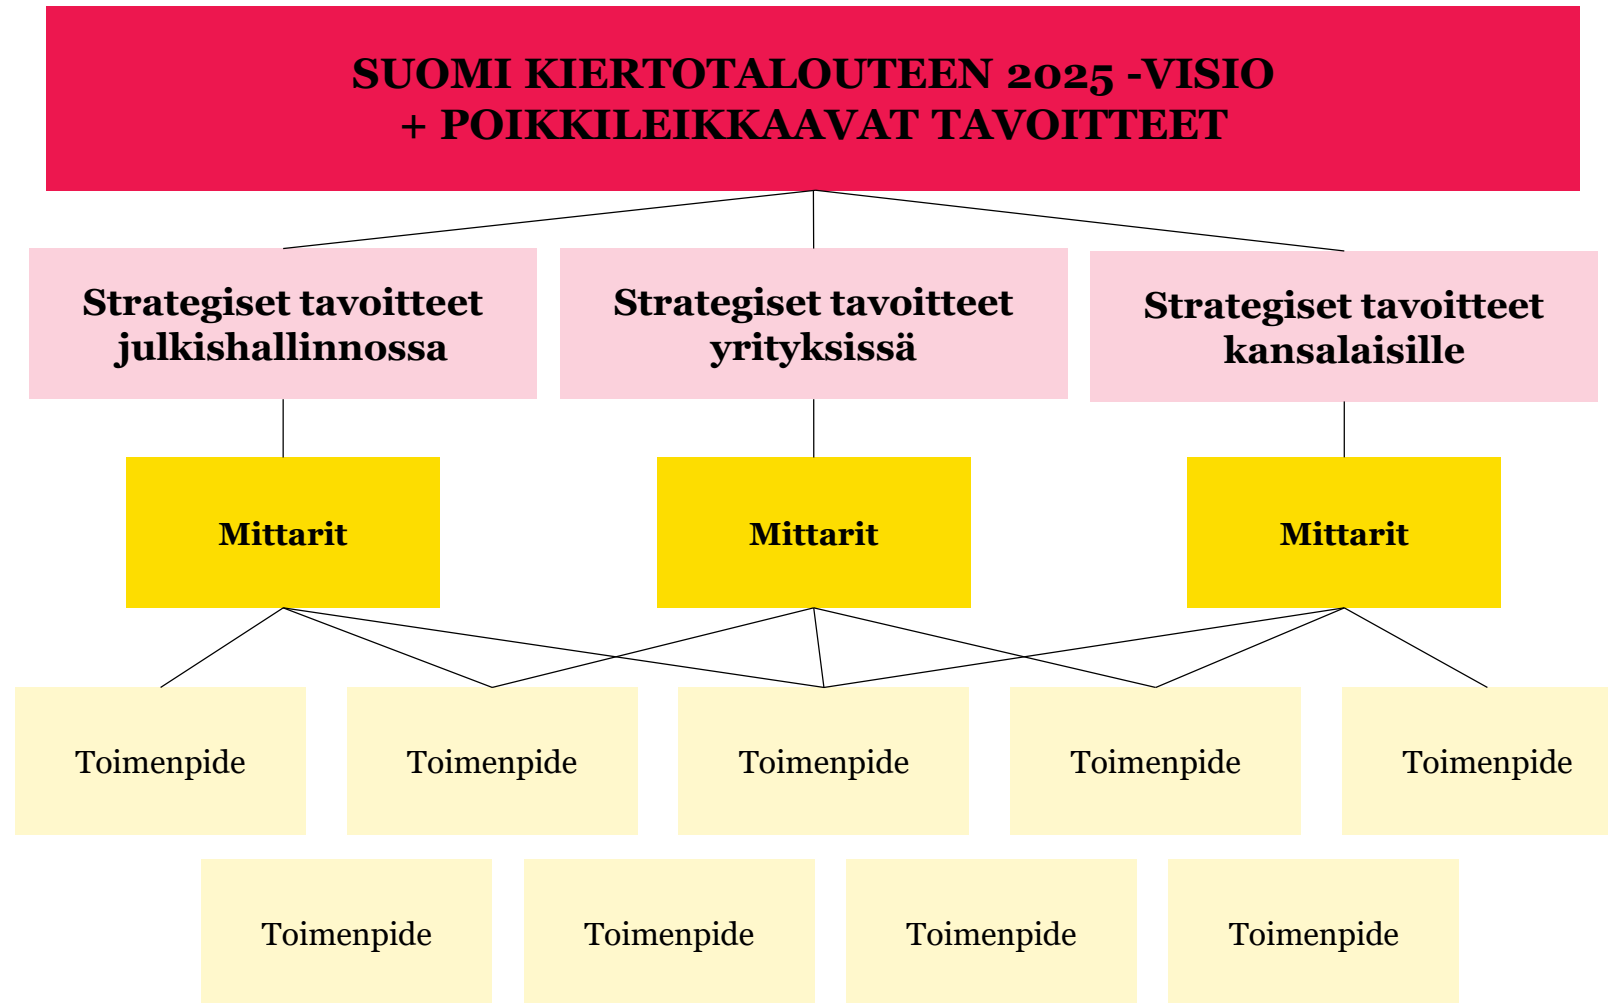 SUOMI KIERTOTALOUTEEN 2025 -VISIO
+ POIKKILEIKKAAVAT TAVOITTEET
Strategiset tavoitteet
julkishallinnossa
Strategiset tavoitteet
yrityksissä
Strategiset tavoitteet
kansalaisille
Mittarit
Mittarit
Mittarit
Toimenpide
Toimenpide
Toimenpide
Toimenpide
Toimenpide
Toimenpide
Toimenpide
Toimenpide
Toimenpide